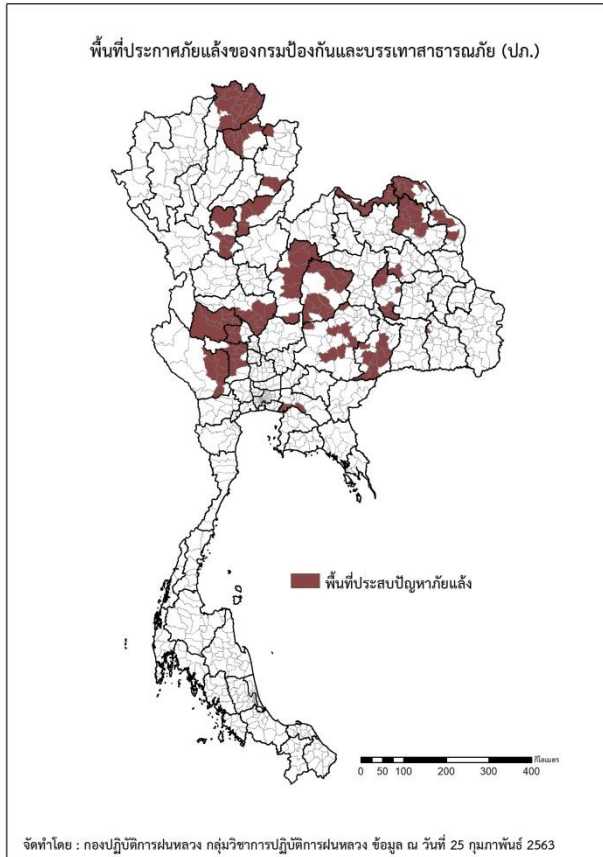 พื้นที่ประกาศภัยแล้งของกรมป้องกันและบรรเทาสาธารณภัย (ปภ.)
พื้นที่ประสบปัญหาภัยแล้ง
กิโลเมตร
0 50 100 200 300 400
จัดทำโดย : กองปฏิบัติการฝนหลวง กลุ่มวิชาการปฏิบัติการฝนหลวง ข้อมูล ณ วันที่ 25 กุมภาพันธ์ 2563